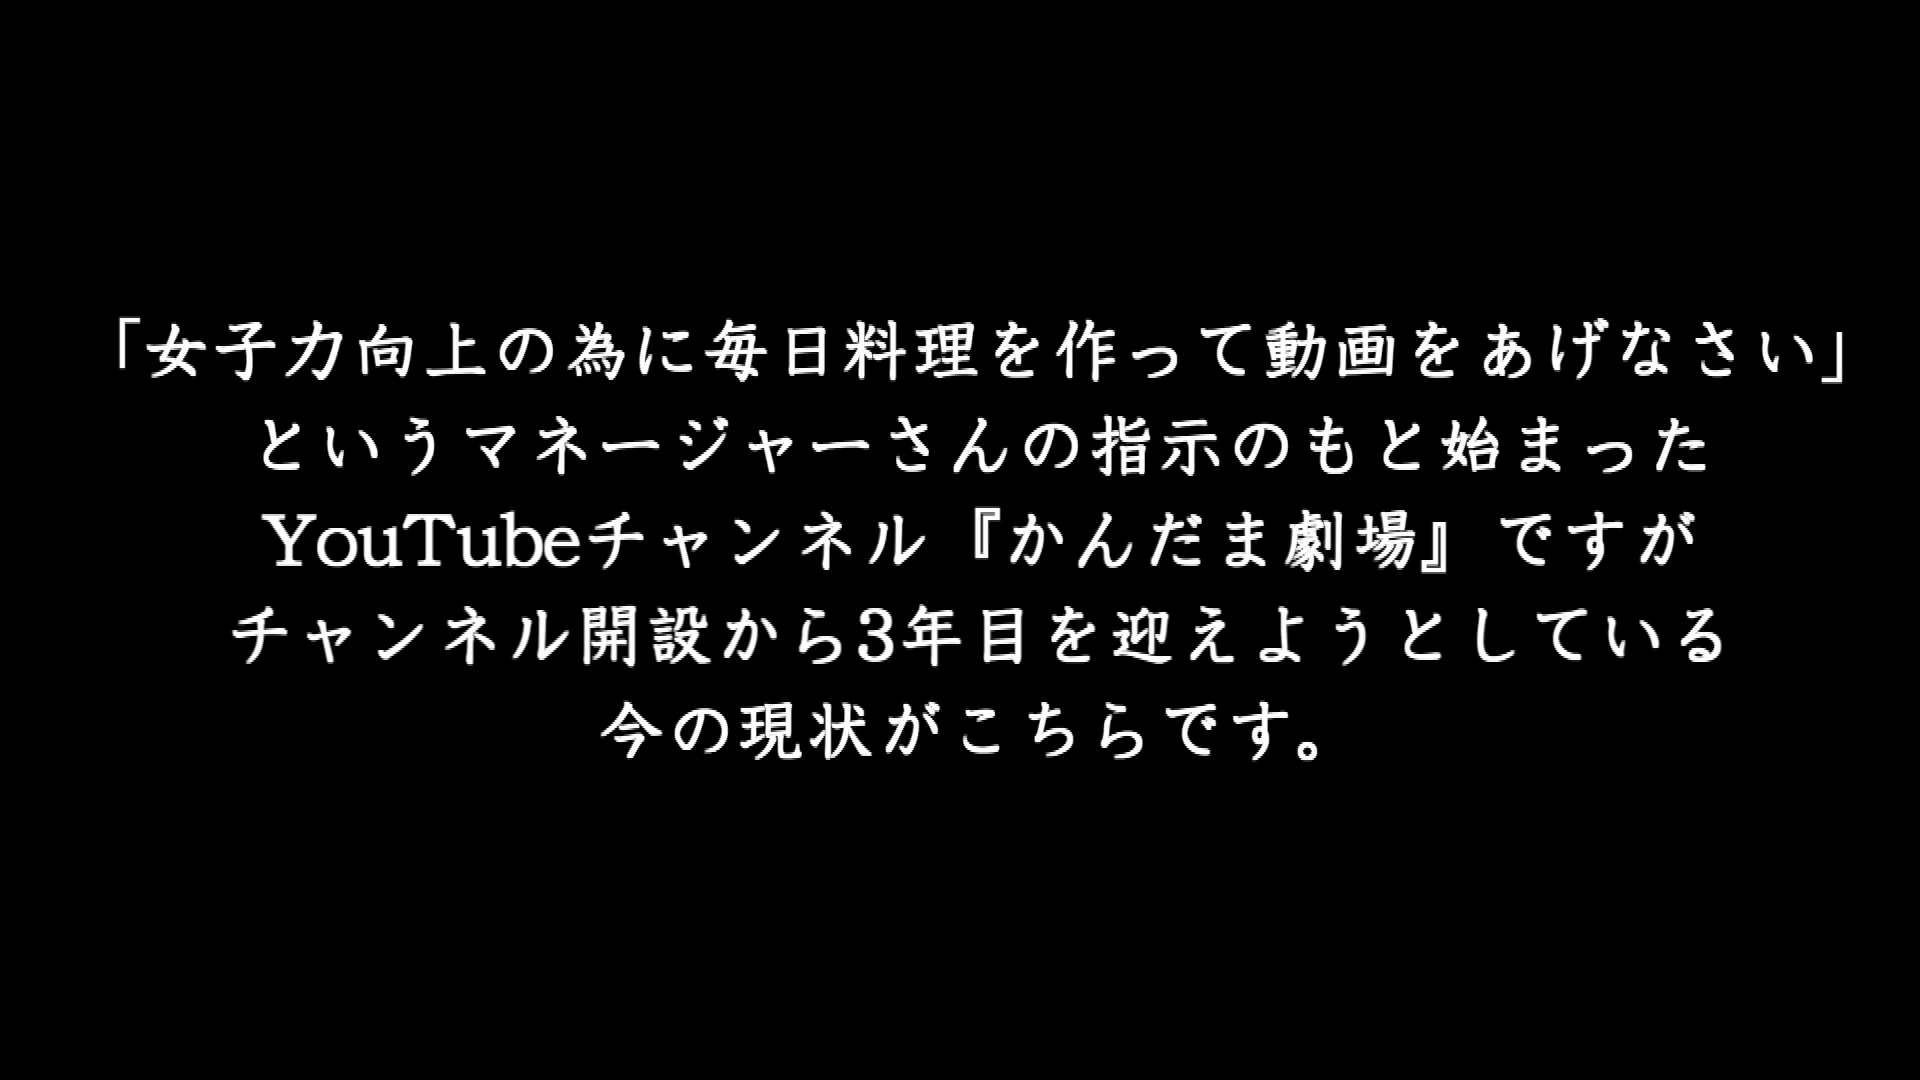 「女子力向上の為に毎日料理を作って動画をあげなさい」
というマネージャーさんの指示のもと始まった
YouTubeチャンネル『かんだま劇場』ですが
チャンネル開設から3年目を迎えようとしている
今の現状がこちらです。